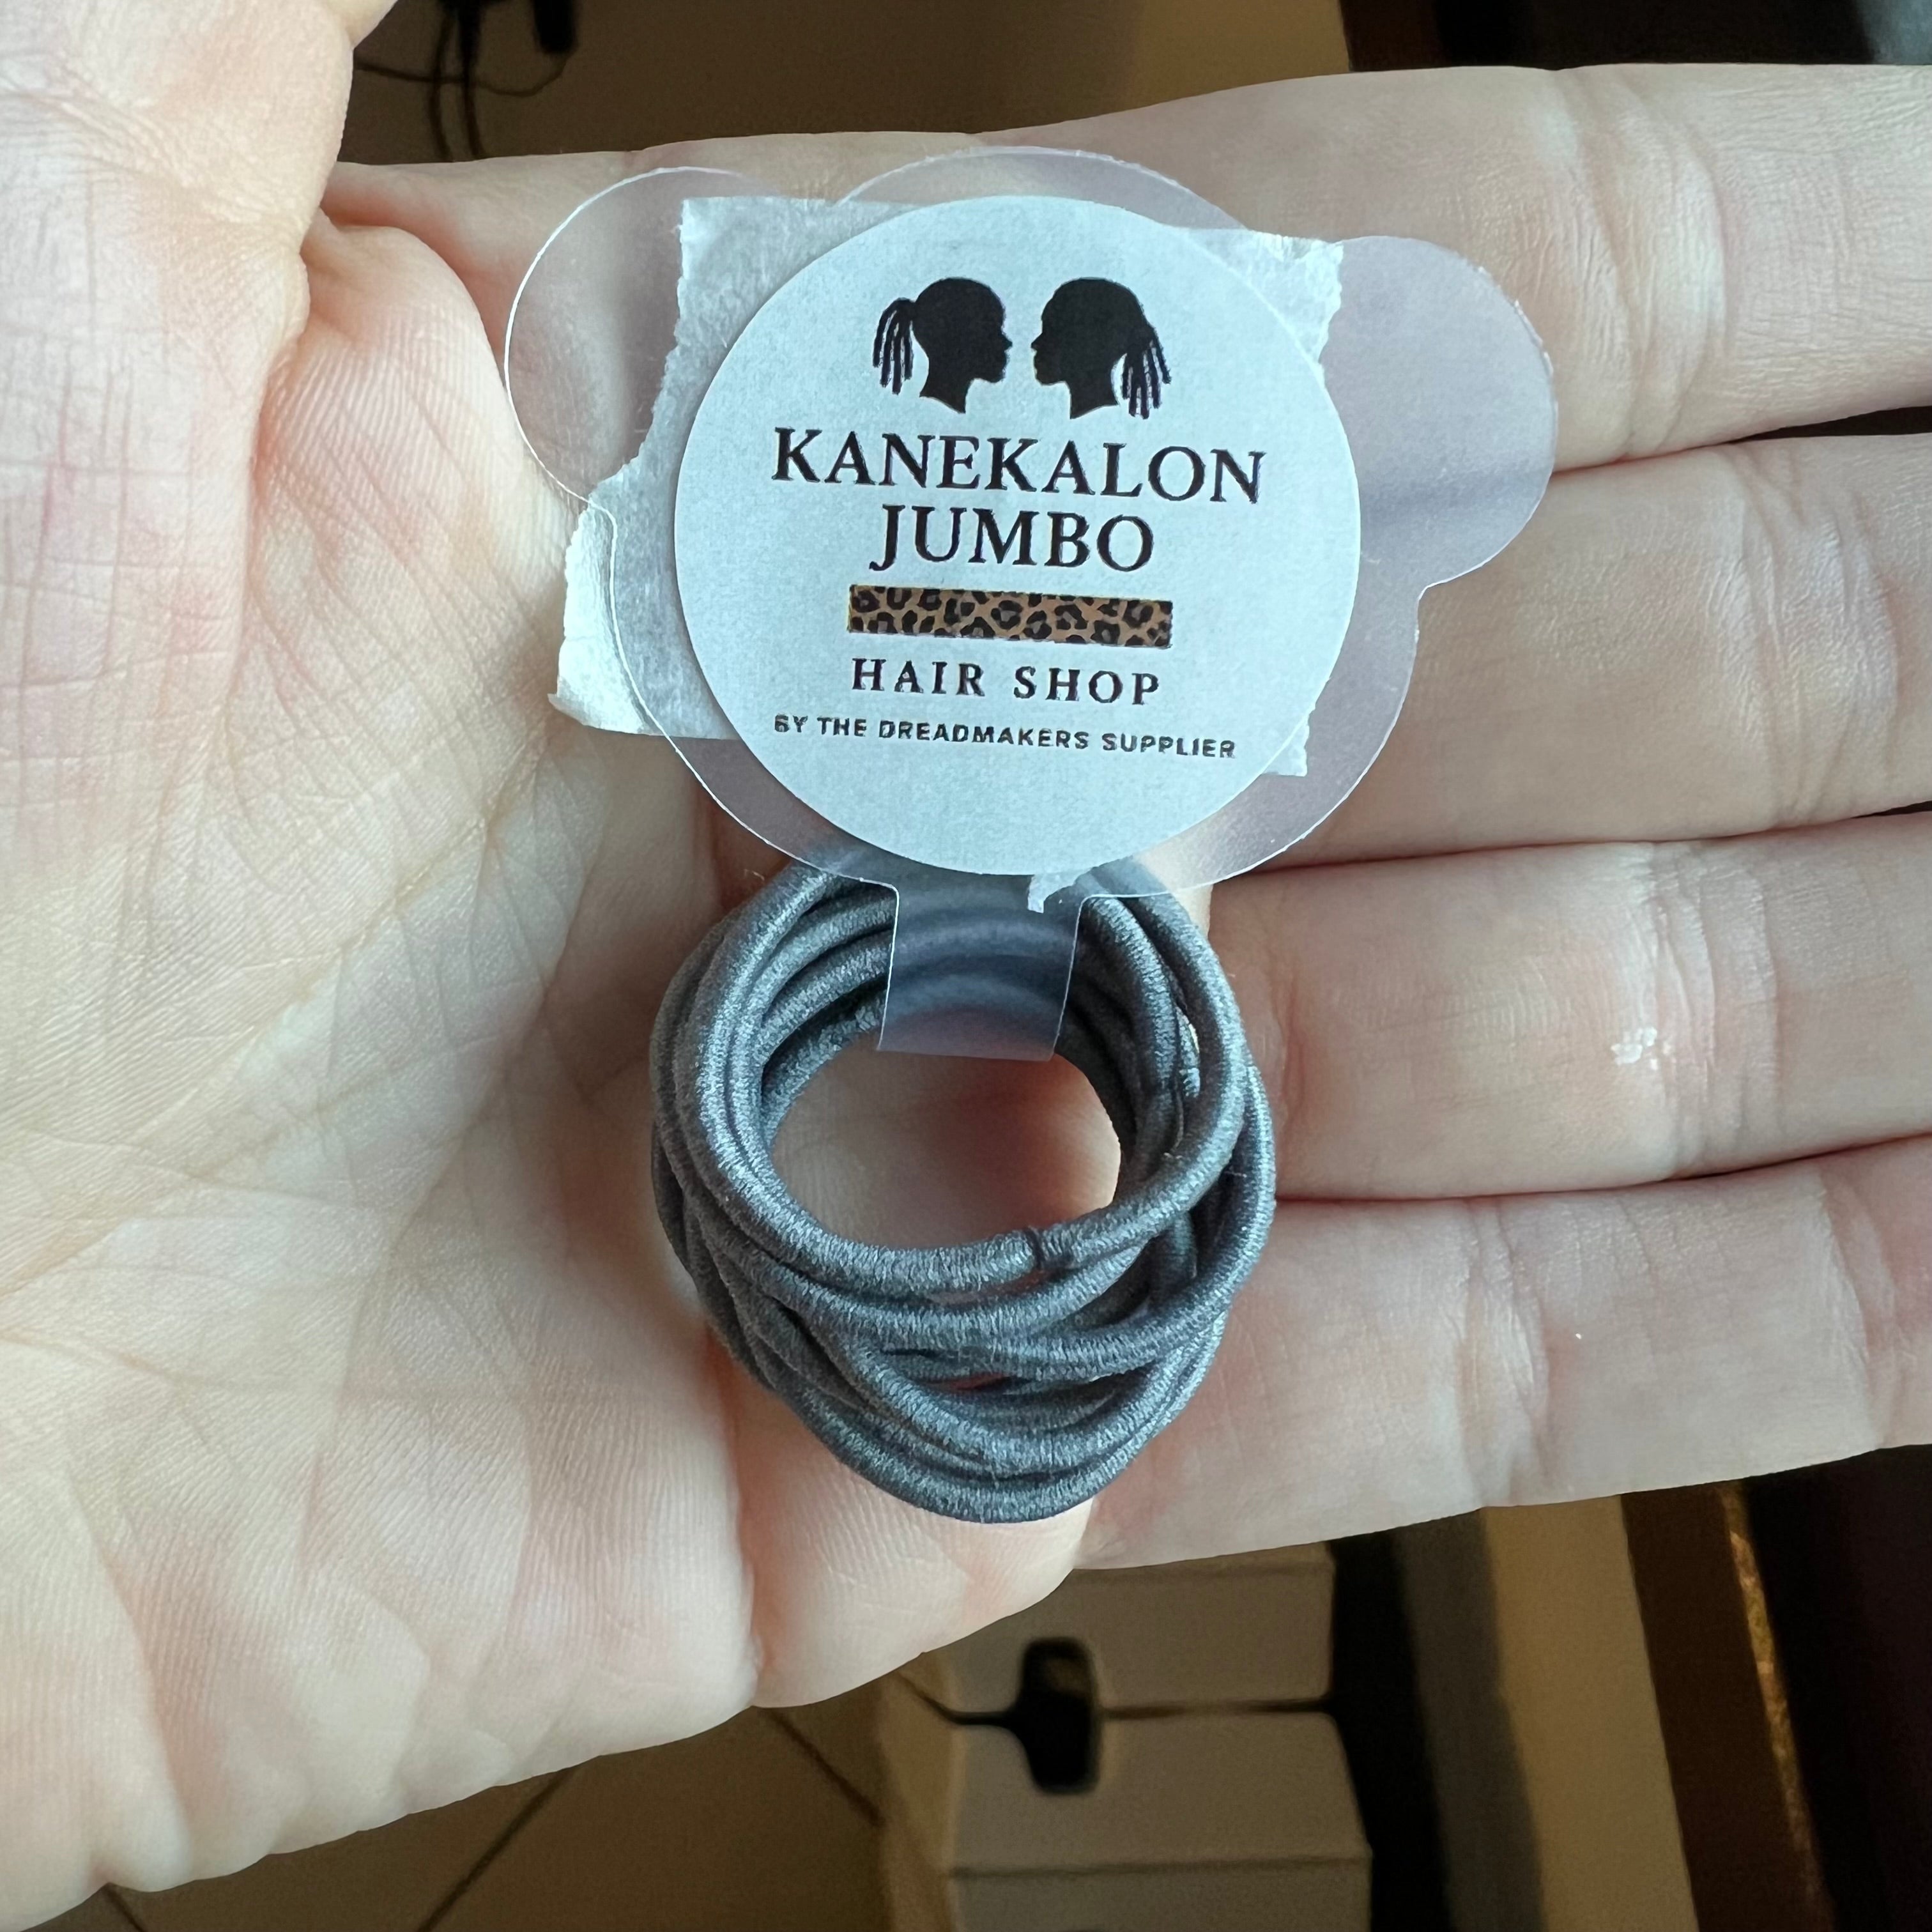 KANEKALON
JUMBO
HAIR SHOP
BY THE DREADMAKERS SUPPLIER